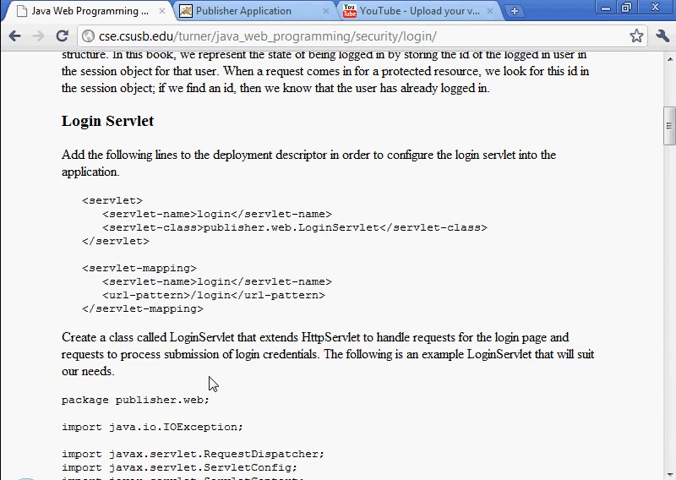 Java Web Programming ...
Publisher Application
You Tube
YouTube - Upload your v...
cse.csusb.edu/turner/java_web_programming/security/login/
structure. In this book, we represent the state of being logged in by storing the id of the logged in user in
the session object for that user. When a request comes in for a protected resource, we look for this id in
the session object; if we find an id, then we know that the user has already logged in.
Login Servlet
Add the following lines to the deployment descriptor in order to configure the login servlet into the
application.
<servlet>
<servlet-name>login</servlet-name>
<servlet-class>publisher.web.LoginServlet</servlet-class>
</servlet>
<servlet-mapping>
<servlet-name>login</servlet-name>
<url-pattern>/login</url-pattern>
</servlet-mapping>
Create a class called LoginServlet that extends HttpServlet to handle requests for the login page and
requests to process submission of login credentials. The following is an example LoginServlet that will suit
our needs.
package publisher.web;
import java.io.IOException;
import javax.servlet.RequestDispatcher;
import javax.servlet.ServletConfig;
import javax.servlet.ServletContext;